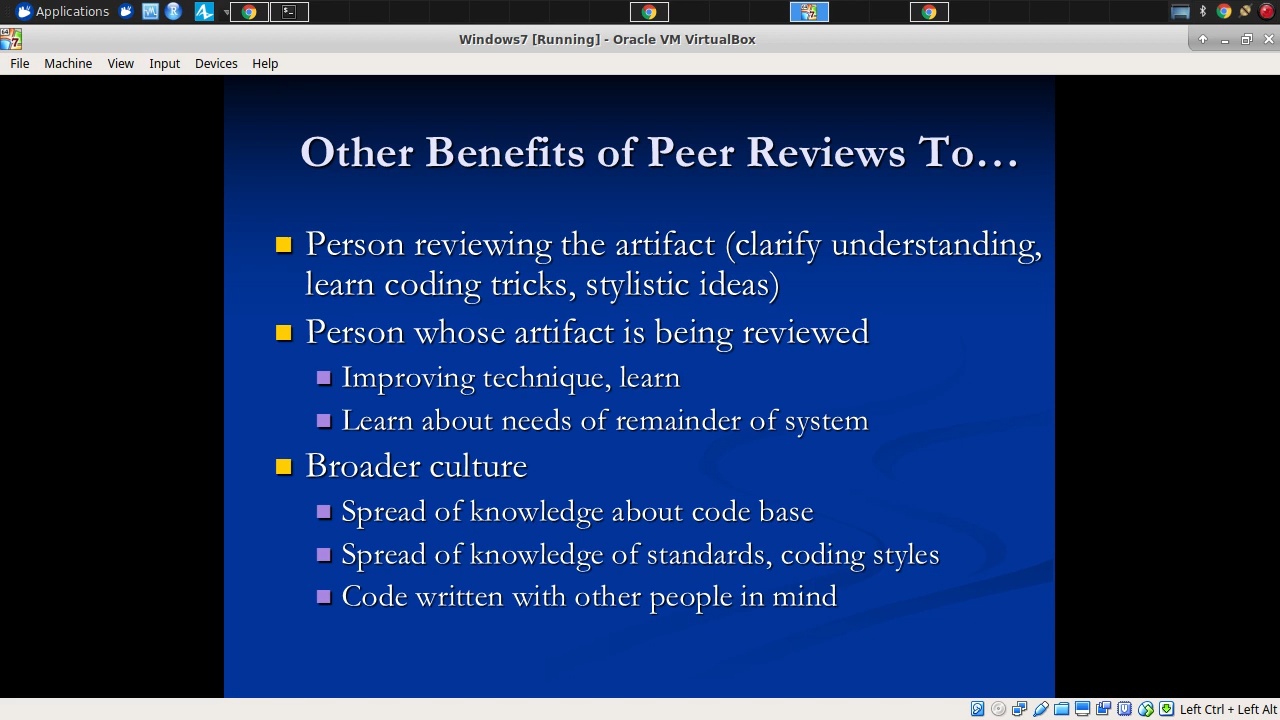 Applications
Windows7 [Running] - Oracle VM VirtualBox
File Machine View Input Devices Help
Other Benefits of Peer Reviews To…
Person reviewing the artifact (clarify understanding,
learn coding tricks, stylistic ideas)
Person whose artifact is being reviewed
Improving technique, learn
Learn about needs of remainder of system
Broader culture
Spread of knowledge about code base
Spread of knowledge of standards, coding styles
Code written with other people in mind
Left Ctrl + Left Alt